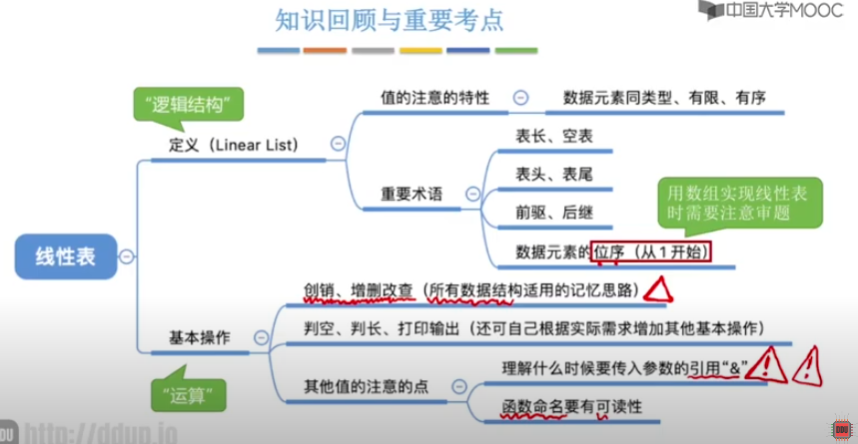 知识回顾与重要考点
中国大学MOOC
“逻辑结构”
值的注意的特性
数据元素同类型、有限、有序
定义（Linear List）
表长、空表
重要术语
表头、表尾
用数组实现线性表
时需要注意审题
前驱、后继
数据元素的位序（从1开始）
线性表
创销、增删改查（所有数据结构适用的记忆思路）
基本操作
判空、判长、打印输出（还可自己根据实际需求增加其他基本操作）
“运算”
理解什么时候要传入参数的引用“&”
其他值的注意的点
函数命名要有可读性
DU http://ddup.io
DDU